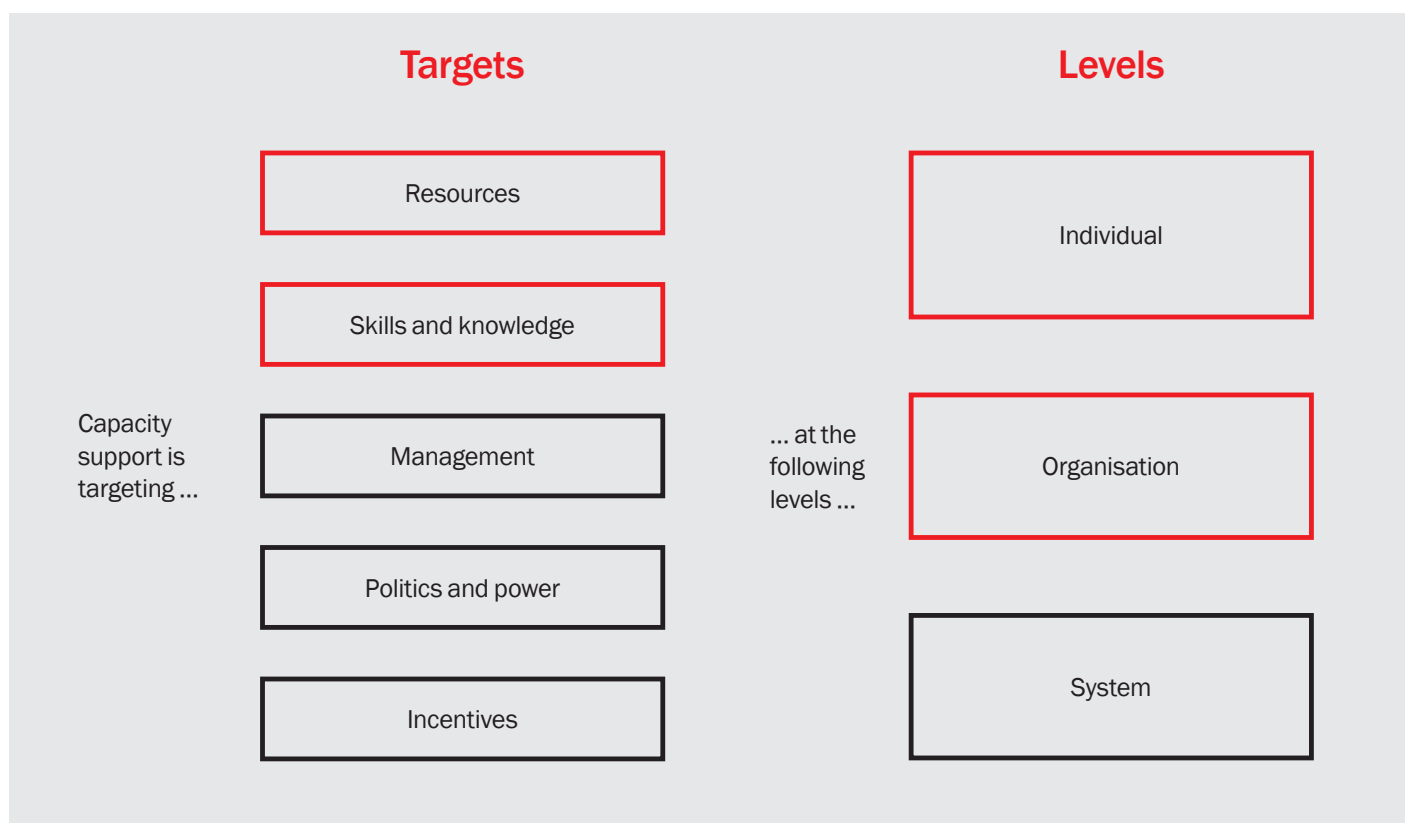 Targets
Levels
Resources
Skills and knowledge
Capacity
support is
targeting ...
Management
Politics and power
Incentives
... at the
following
levels ...
Individual
Organisation
System